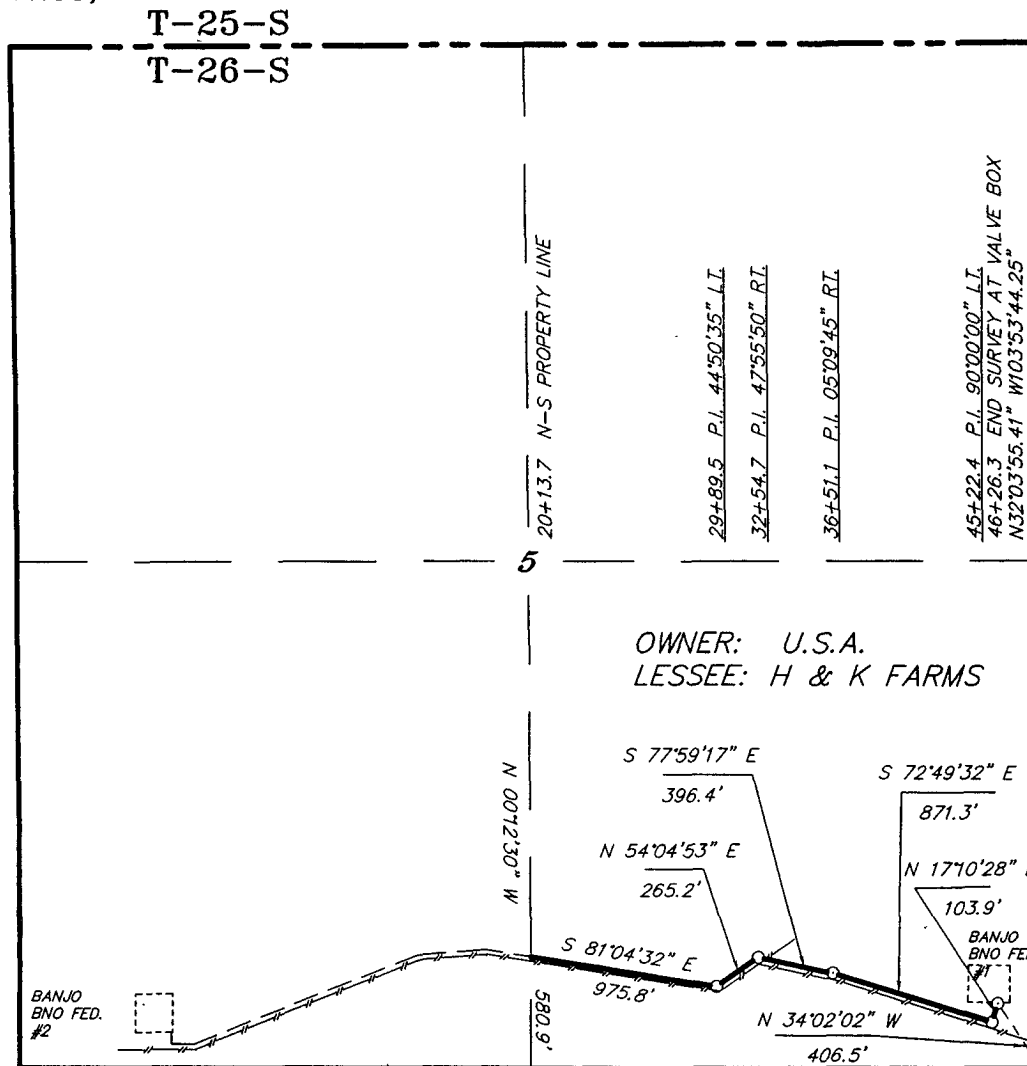 T-25-S
T-26-S
20+13.7 N-S PROPERTY LINE
29+89.5 P.I. 44°50'35" LT.
32+54.7 P.I. 47°55'50" RT.
36+51.1 P.I. 05°09'45" RT.
45+22.4 P.I. 90°00'00" LT.
46+26.3 END SURVEY AT VALVE BOX
N32°03'55.41" W103°53'44.25"
5
OWNER: U.S.A.
LESSEE: H & K FARMS
S 77°59'17" E
396.4'
S 72°49'32" E
871.3'
N 54°04'53" E
265.2'
N 17°10'28"
103.9'
N 00°12'30" W
S 81°04'32" E
975.8'
580.9'
BANJO
BNO FED.
#2
BANJO
BNO FE
#1
N 34°02'02" W
406.5'